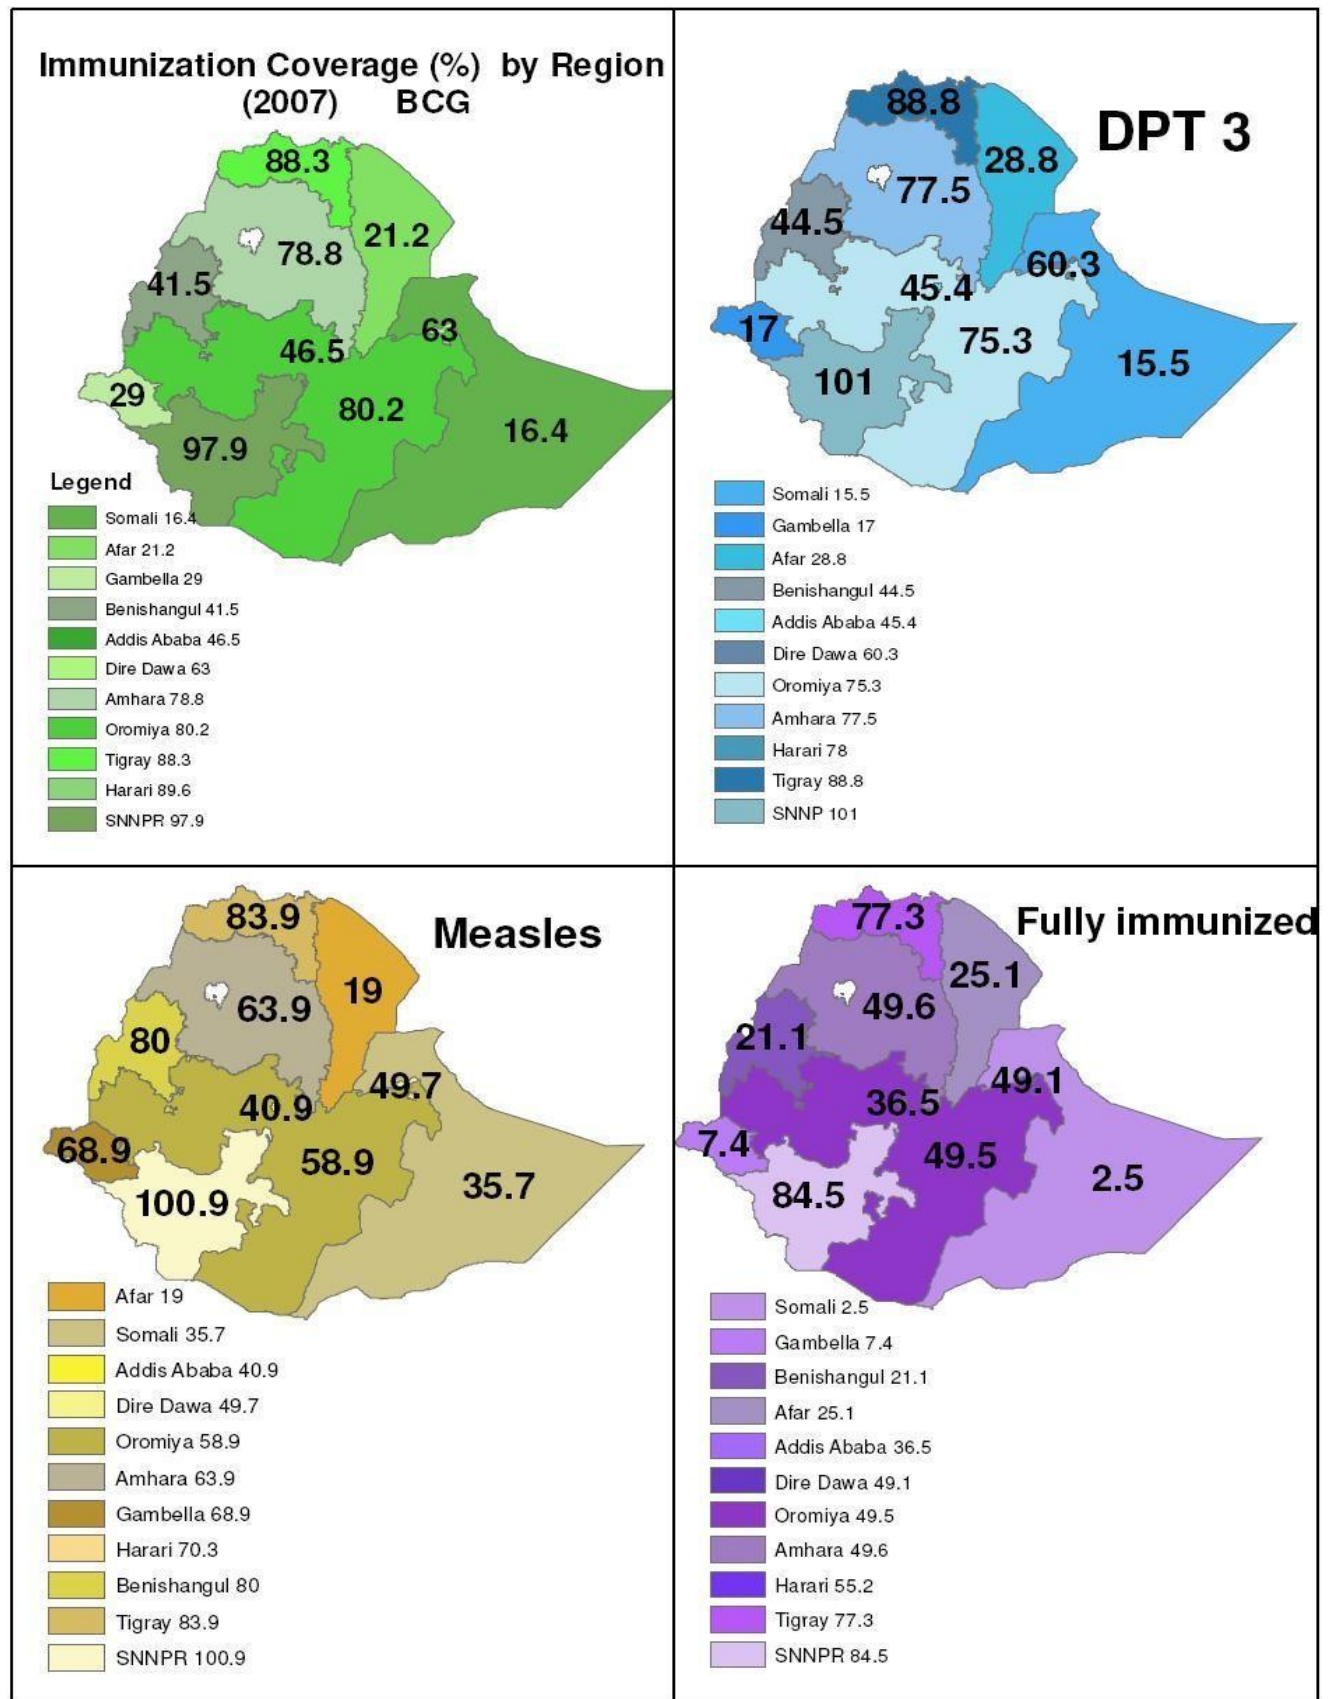 Immunization Coverage (%) by Region
(2007) BCG
88.3
21.2
78.8
41.5
63
46.5
29
80.2
16.4
97.9
Legend
Somali 16.4
Afar 21.2
Gambella 29
Benishangul 41.5
Addis Ababa 46.5
Dire Dawa 63
Amhara 78.8
Oromiya 80.2
Tigray 88.3
Harari 89.6
SNNPR 97.9
DPT 3
88.8
28.8
77.5
44.5
60.3
45.4
17
75.3
15.5
101
Somali 15.5
Gambella 17
Afar 28.8
Benishangul 44.5
Addis Ababa 45.4
Dire Dawa 60.3
Oromiya 75.3
Amhara 77.5
Harari 78
Tigray 88.8
SNNP 101
Measles
83.9
19
63.9
80
49.7
40.9
68.9
58.9
35.7
100.9
Afar 19
Somali 35.7
Addis Ababa 40.9
Dire Dawa 49.7
Oromiya 58.9
Amhara 63.9
Gambella 68.9
Harari 70.3
Benishangul 80
Tigray 83.9
SNNPR 100.9
Fully immunized
77.3
25.1
49.6
21.1
49.1
36.5
7.4
49.5
2.5
84.5
Somali 2.5
Gambella 7.4
Benishangul 21.1
Afar 25.1
Addis Ababa 36.5
Dire Dawa 49.1
Oromiya 49.5
Amhara 49.6
Harari 55.2
Tigray 77.3
SNNPR 84.5